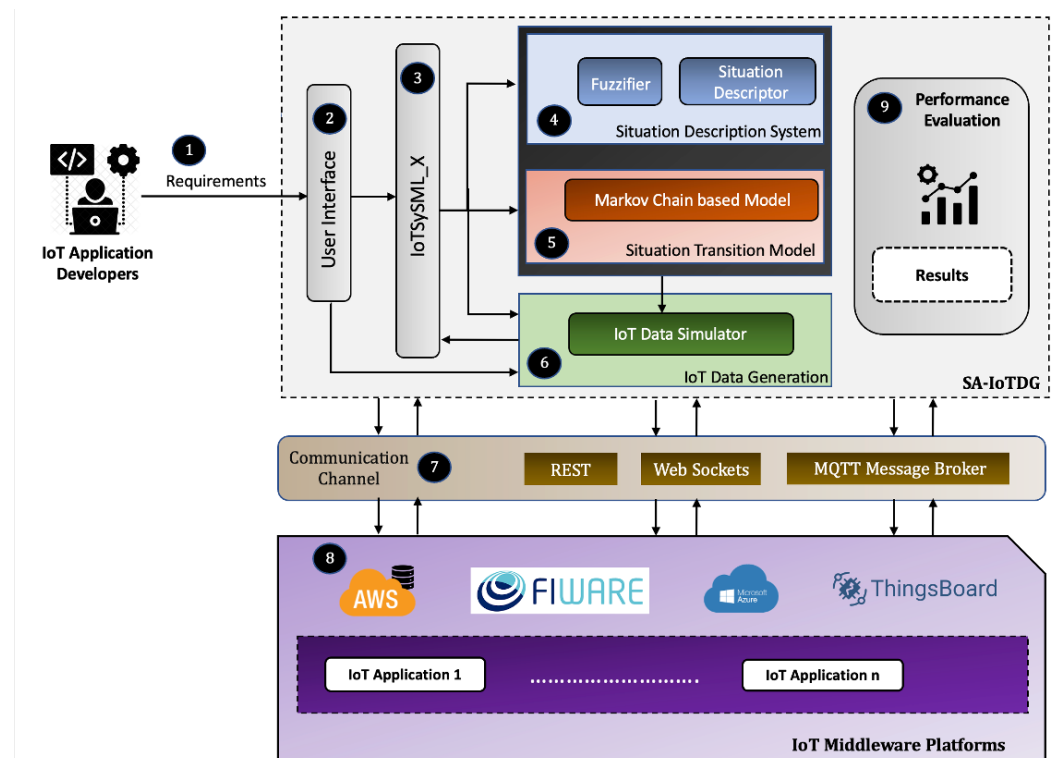 1
Requirements
</>
IoT Application
Developers
2
User Interface
3
IoTSySML_X
Fuzzifier
Situation
Descriptor
4
Situation Description System
Markov Chain based Model
5
Situation Transition Model
IoT Data Simulator
6
IoT Data Generation
9
Performance
Evaluation
Results
SA-IoTDG
Communication
Channel
7
REST
Web Sockets
MQTT Message Broker
8
AWS
FIWARE
Microsoft
Azure
ThingsBoard
IoT Application 1
……………………….
IoT Application n
IoT Middleware Platforms